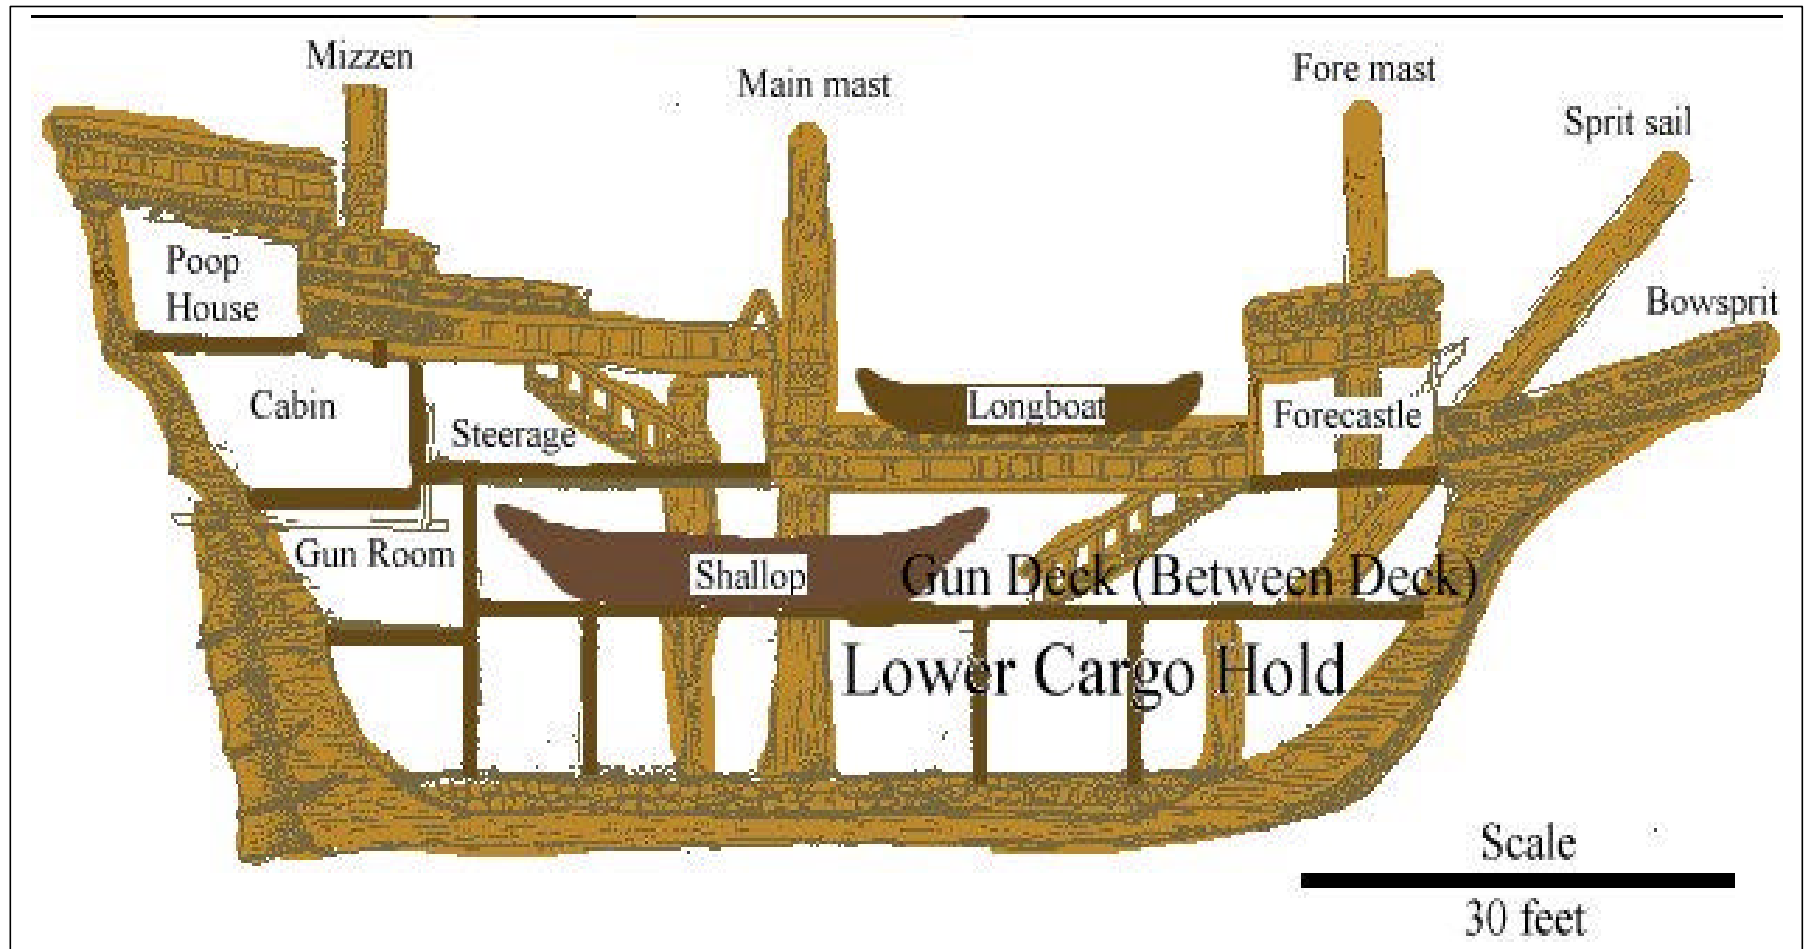 Mizzen
Main mast
Fore mast
Sprit sail
Poop
House
Bowsprit
Cabin
Steerage
Longboat
Forecastle
Gun Room
Shallop
Gun Deck (Between Deck)
Lower Cargo Hold
Scale
30 feet